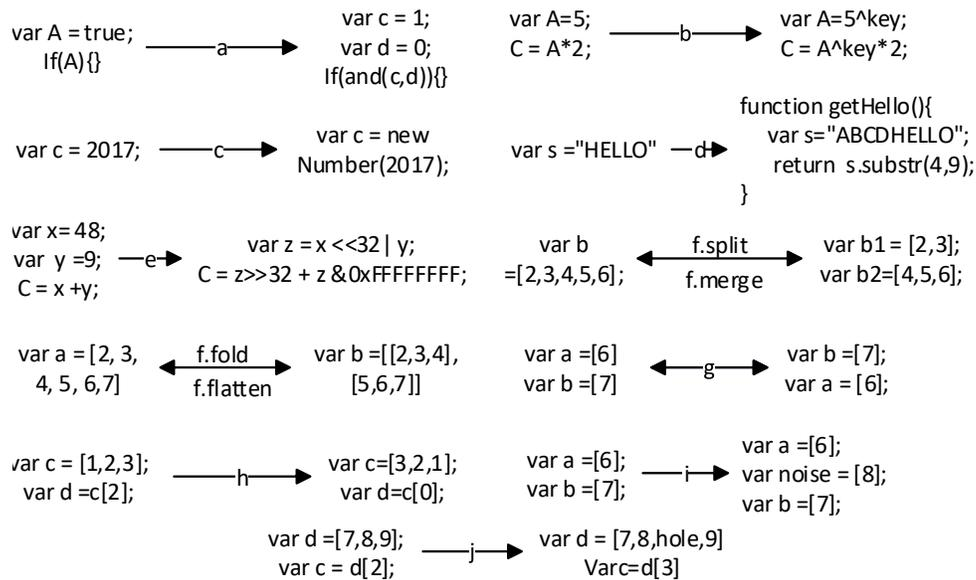 var A = true;
If(A){}
a
var c = 1;
var d = 0;
If(and(c,d)){}
var A=5;
C = A*2;
b
var A=5^key;
C = A^key*2;
var c = 2017;
c
var c = new
Number(2017);
var s ="HELLO"
d
function getHello(){
var s="ABCDHELLO";
return s.substr(4,9);
}
var x= 48;
var y =9;
C = x +y;
e
var z = x <<32 | y;
C = z>>32 + z &0xFFFFFFFF;
var b
=[2,3,4,5,6];
f.split
f.merge
var b1 = [2,3];
var b2=[4,5,6];
var a = [2, 3,
4, 5, 6,7]
f.fold
f.flatten
var b =[[2,3,4],
[5,6,7]]
var a =[6]
var b =[7]
g
var b =[7];
var a = [6];
var c = [1,2,3];
var d =c[2];
h
var c=[3,2,1];
var d=c[0];
var a =[6];
var b =[7];
i
var a =[6];
var noise = [8];
var b =[7];
var d =[7,8,9];
var c = d[2];
j
var d = [7,8,hole,9]
Varc=d[3]